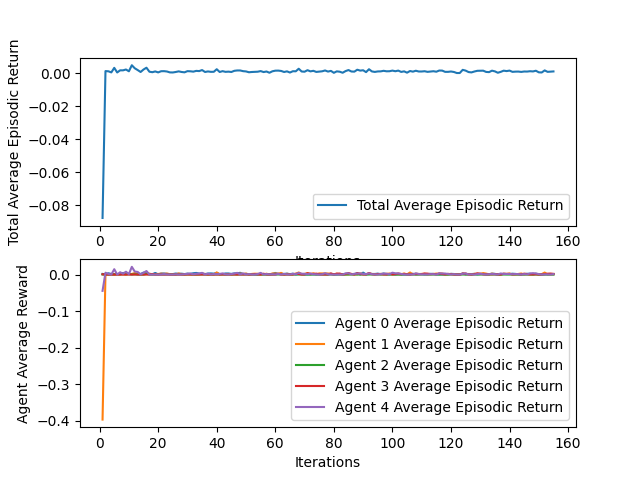 Total Average Episodic Return
0.00
−0.02
−0.04
−0.06
−0.08
Total Average Episodic Return
0 20 40 60 80 100 120 140 160
Iterations
Agent Average Reward
0.0
−0.1
−0.2
−0.3
−0.4
Agent 0 Average Episodic Return
Agent 1 Average Episodic Return
Agent 2 Average Episodic Return
Agent 3 Average Episodic Return
Agent 4 Average Episodic Return
0 20 40 60 80 100 120 140 160
Iterations